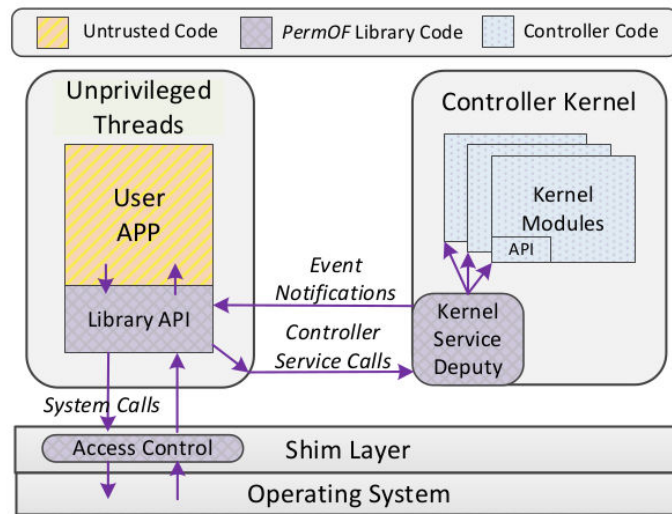 Untrusted Code
PermOF Library Code
Controller Code
Unprivileged
Threads
User
APP
Library API
Controller Kernel
Kernel
Modules
API
Event
Notifications
Controller
Service Calls
Kernel
Service
Deputy
System Calls
Access Control
Shim Layer
Operating System